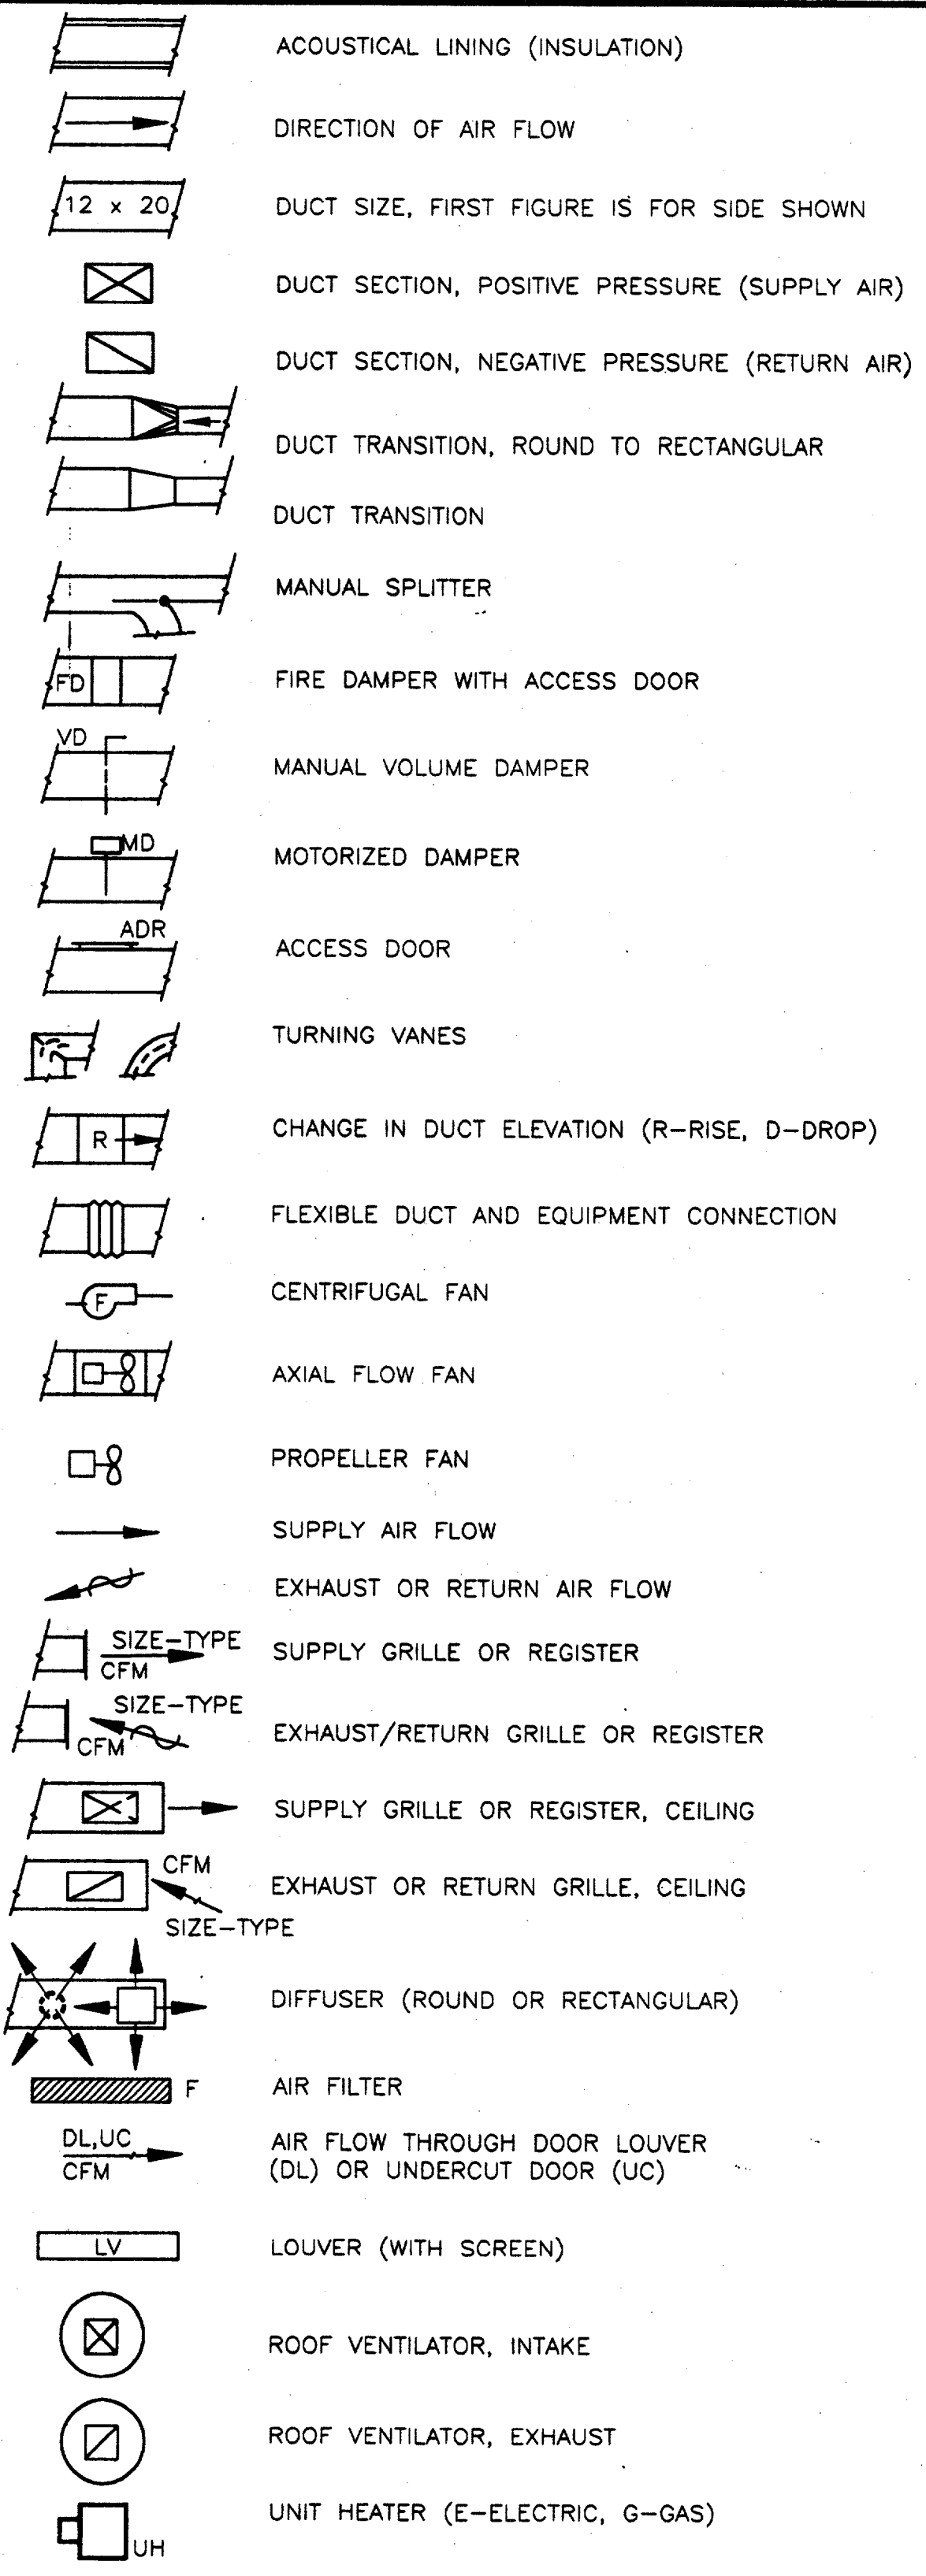 ACOUSTICAL LINING (INSULATION)
DIRECTION OF AIR FLOW
12 x 20
DUCT SIZE, FIRST FIGURE IS FOR SIDE SHOWN
DUCT SECTION, POSITIVE PRESSURE (SUPPLY AIR)
DUCT SECTION, NEGATIVE PRESSURE (RETURN AIR)
DUCT TRANSITION, ROUND TO RECTANGULAR
DUCT TRANSITION
MANUAL SPLITTER
FD
FIRE DAMPER WITH ACCESS DOOR
VD
MANUAL VOLUME DAMPER
MD
MOTORIZED DAMPER
ADR
ACCESS DOOR
TURNING VANES
R
CHANGE IN DUCT ELEVATION (R-RISE, D-DROP)
FLEXIBLE DUCT AND EQUIPMENT CONNECTION
F
CENTRIFUGAL FAN
AXIAL FLOW FAN
PROPELLER FAN
SUPPLY AIR FLOW
EXHAUST OR RETURN AIR FLOW
SIZE-TYPE
CFM
SUPPLY GRILLE OR REGISTER
SIZE-TYPE
CFM
EXHAUST/RETURN GRILLE OR REGISTER
SUPPLY GRILLE OR REGISTER, CEILING
CFM
EXHAUST OR RETURN GRILLE, CEILING
SIZE-TYPE
DIFFUSER (ROUND OR RECTANGULAR)
F
AIR FILTER
DL,UC
CFM
AIR FLOW THROUGH DOOR LOUVER
(DL) OR UNDERCUT DOOR (UC)
LV
LOUVER (WITH SCREEN)
ROOF VENTILATOR, INTAKE
ROOF VENTILATOR, EXHAUST
UH
UNIT HEATER (E-ELECTRIC, G-GAS)